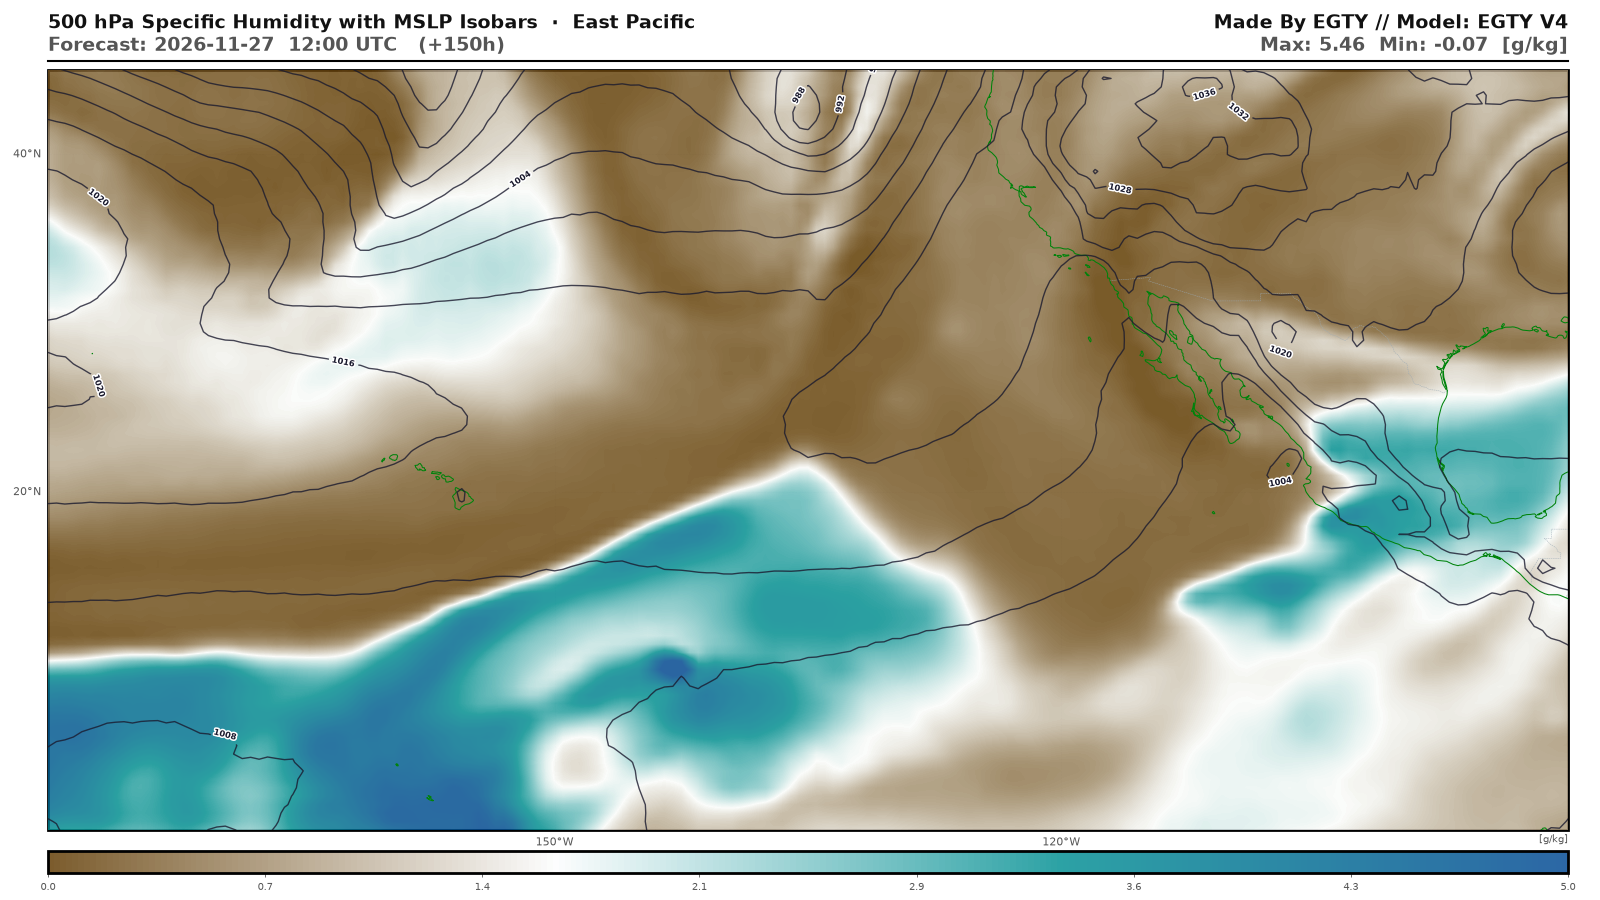 500 hPa Specific Humidity with MSLP Isobars · East Pacific
Made By EGTY // Model: EGTY V4
Forecast: 2026-11-27 12:00 UTC (+150h)
Max: 5.46 Min: -0.07 [g/kg]
988
992
1036
1032
40°N
1004
1028
1020
1020
1016
1020
1004
20°N
1008
150°W
120°W
[g/kg]
0.0
0.7
1.4
2.1
2.9
3.6
4.3
5.0